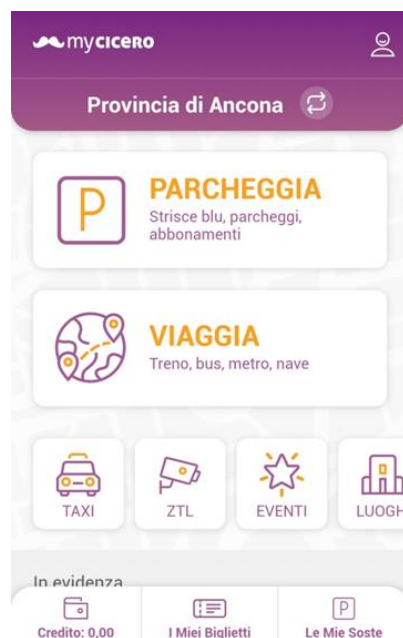 mycicero
Provincia di Ancona
P
PARCHEGGIA
Strisce blu, parcheggi,
abbonamenti
VIAGGIA
Treno, bus, metro, nave
TAXI
ZTL
EVENTI
LUOGH
In evidenza
P
Credito: 0,00
I Miei Biglietti
Le Mie Soste